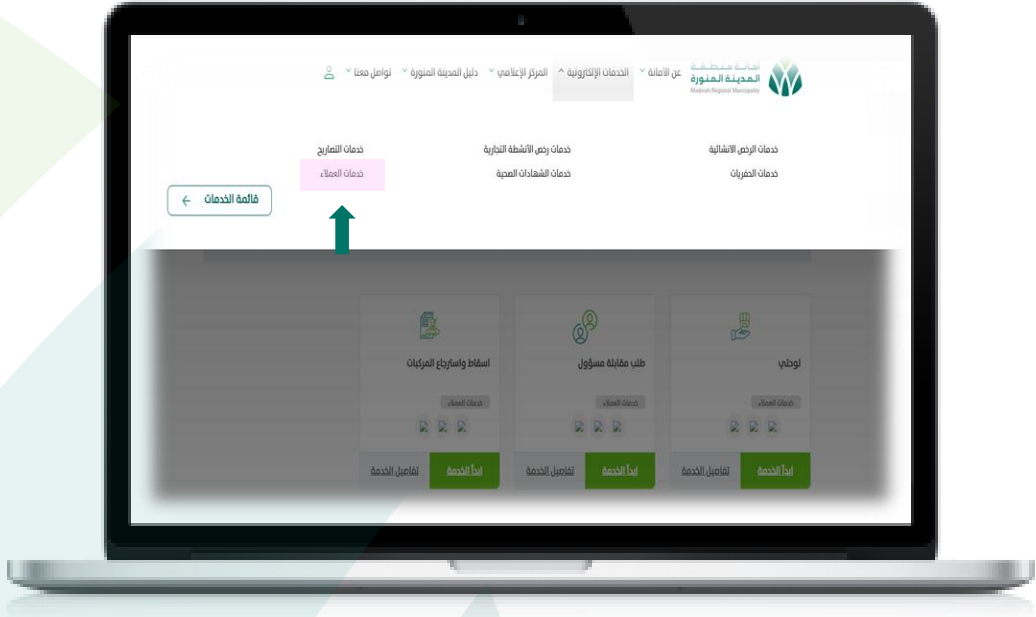 أمانة منطقة
المدينة المنورة
Madinah Regional Municipality
عن الأمانة
الخدمات الإلكترونية
المركز الإعلامي
دليل المدينة المنورة
تواصل معنا
خدمات الرخص الانشائية
خدمات رخص الأنشطة التجارية
خدمات التصاريح
خدمات الحفريات
خدمات الشهادات الصحية
خدمات العملاء
قائمة الخدمات
لوحتي
طلب مقابلة مسؤول
اسقاط واسترجاع المركبات
خدمات العملاء
خدمات العملاء
خدمات العملاء
ابدأ الخدمة
تفاصيل الخدمة
ابدأ الخدمة
تفاصيل الخدمة
ابدأ الخدمة
تفاصيل الخدمة